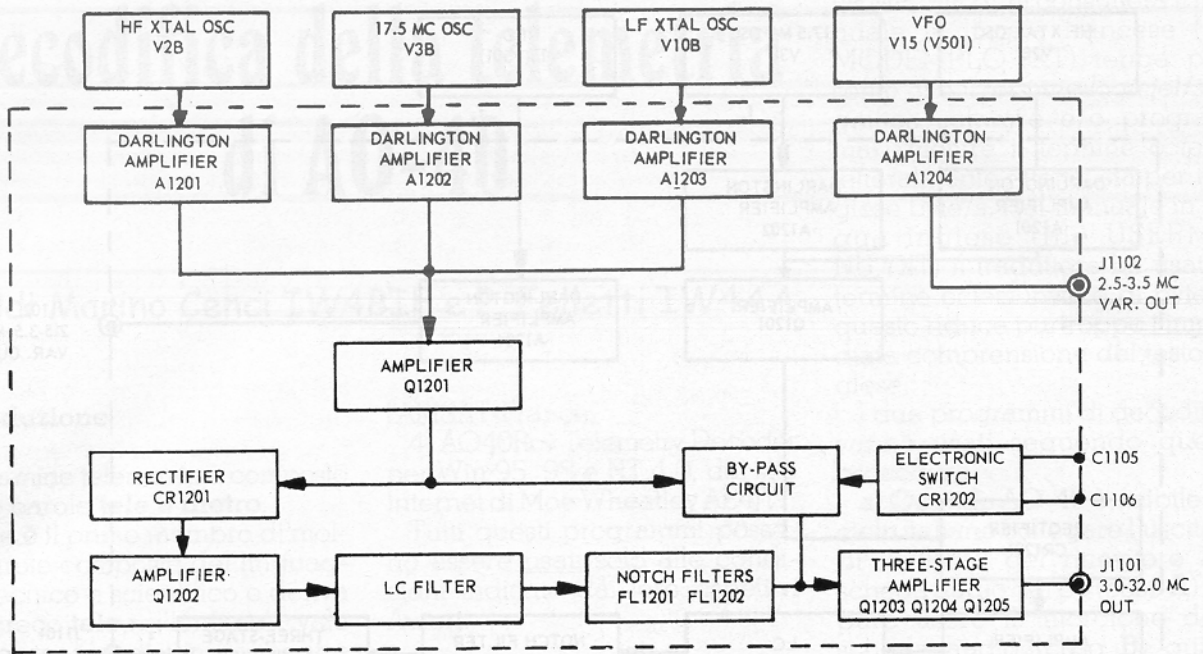 HF XTAL OSC
V2B
17.5 MC OSC
V3B
LF XTAL OSC
V10B
VFO
V15 (V501)
DARLINGTON
AMPLIFIER
A1201
DARLINGTON
AMPLIFIER
A1202
DARLINGTON
AMPLIFIER
A1203
DARLINGTON
AMPLIFIER
A1204
J1102
2.5-3.5 MC
VAR. OUT
AMPLIFIER
Q1201
RECTIFIER
CR1201
BY-PASS
CIRCUIT
ELECTRONIC
SWITCH
CR1202
C1105
C1106
AMPLIFIER
Q1202
LC FILTER
NOTCH FILTERS
FL1201 FL1202
THREE-STAGE
AMPLIFIER
Q1203 Q1204 Q1205
J1101
3.0-32.0 MC
OUT